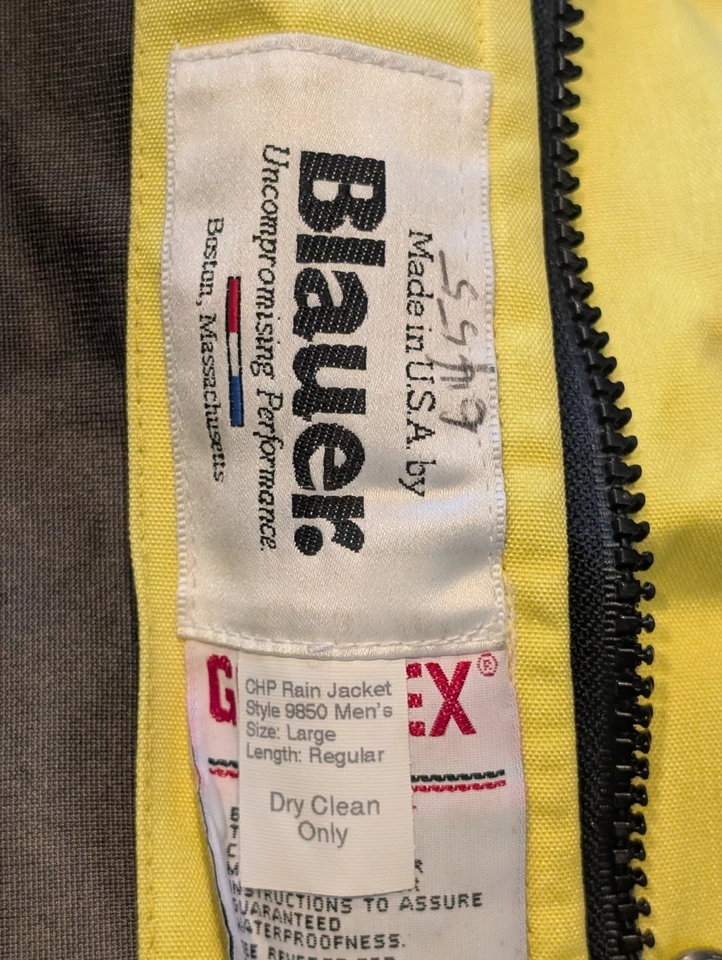 Made in U.S.A. by
Blauer.
Uncompromising Performance.
Boston, Massachusetts
G EX®
CHP Rain Jacket
Style 9850 Men's
Size: Large
Length: Regular
Dry Clean
Only
INSTRUCTIONS TO ASSURE
GUARANTEED
WATERPROOFNESS.